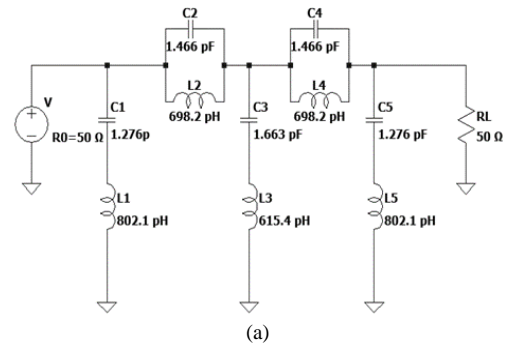 C2
C4
1.466 pF
1.466 pF
L2
L4
V
C1
698.2 pH
C3
698.2 pH
C5
RL
+
R0=50 Ω
1.276p
1.663 pF
1.276 pF
50 Ω
−
L1
L3
L5
802.1 pH
615.4 pH
802.1 pH
(a)